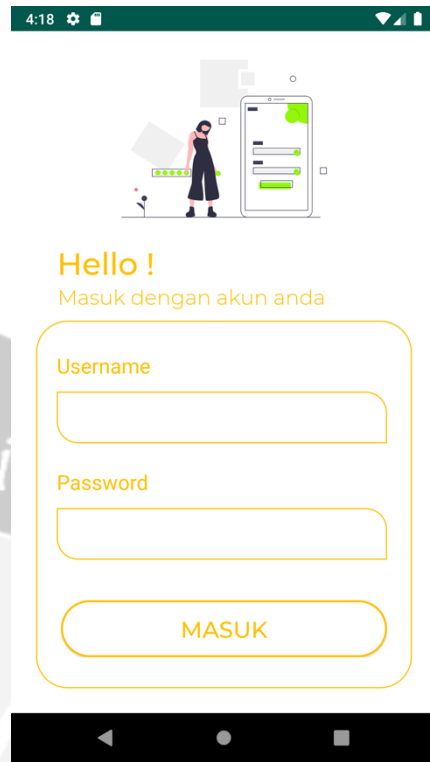 4:18
Hello !
Masuk dengan akun anda
Username
Password
MASUK